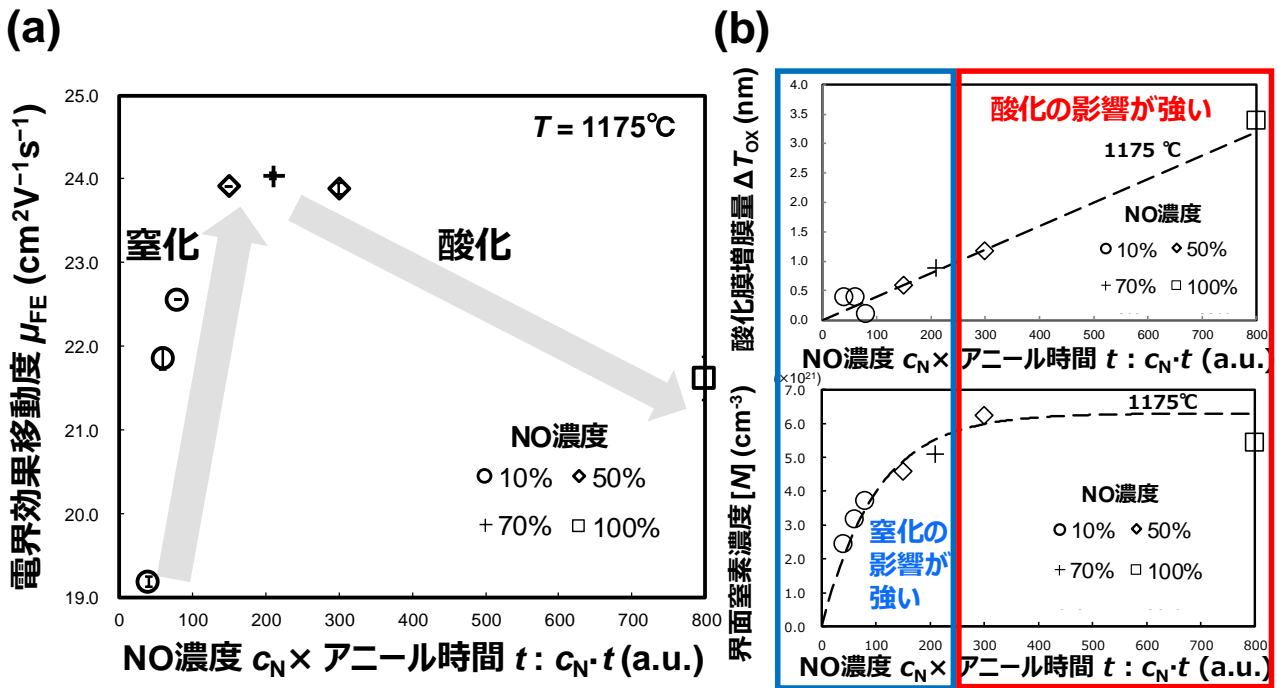 (a)
電界効果移動度 μFE (cm²V⁻¹s⁻¹)
25.0
24.0
23.0
22.0
21.0
20.0
19.0
T = 1175℃
窒化
酸化
NO濃度
10% 50%
70% 100%
0 100 200 300 400 500 600 700 800
NO濃度 cN× アニール時間 t : cN·t (a.u.)
(b)
酸化膜増膜量 ΔTOX (nm)
4.0
3.5
3.0
2.5
2.0
1.5
1.0
0.5
0.0
酸化の影響が強い
1175 ℃
NO濃度
10% 50%
70% 100%
0 100 200 300 400 500 600 700 800
NO濃度 cN× アニール時間 t : cN·t (a.u.)
界面窒素濃度 [N] (cm⁻³)
(×10²¹)
7.0
6.0
5.0
4.0
3.0
2.0
1.0
0.0
1175℃
窒化の
影響が
強い
NO濃度
10% 50%
70% 100%
0 100 200 300 400 500 600 700 800
NO濃度 cN× アニール時間 t : cN·t (a.u.)